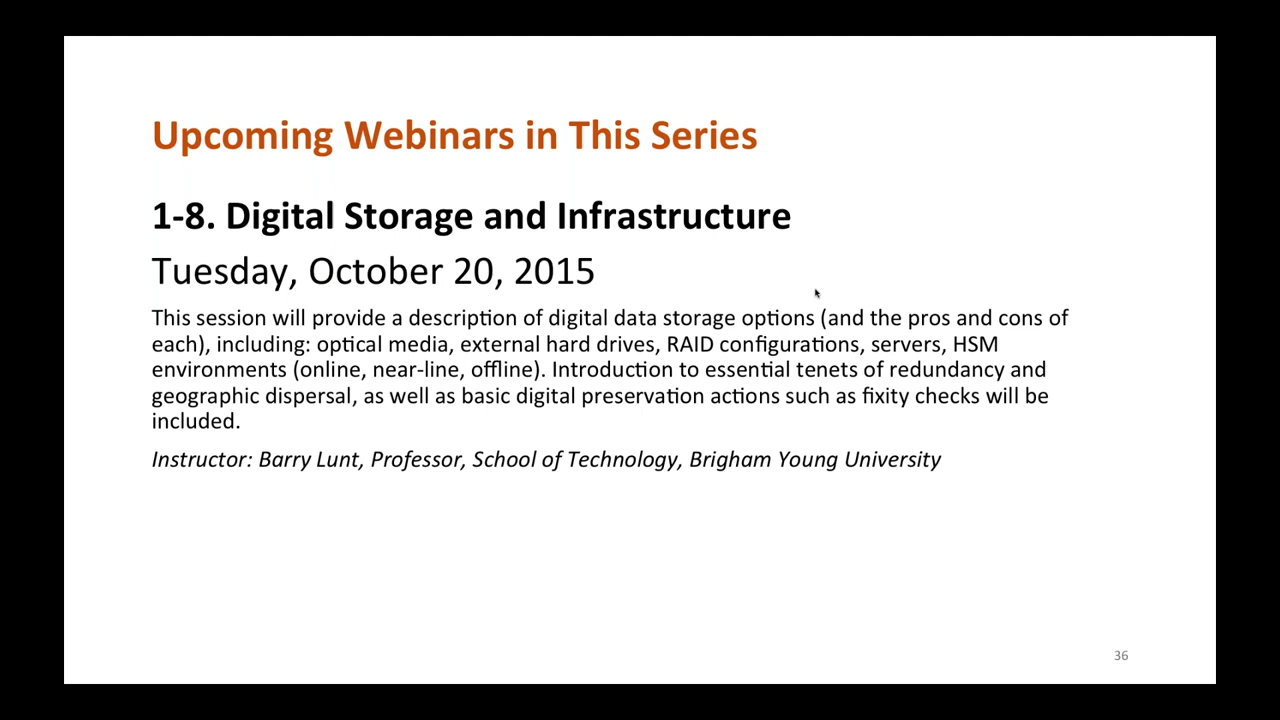 Upcoming Webinars in This Series
1-8. Digital Storage and Infrastructure
Tuesday, October 20, 2015
This session will provide a description of digital data storage options (and the pros and cons of
each), including: optical media, external hard drives, RAID configurations, servers, HSM
environments (online, near-line, offline). Introduction to essential tenets of redundancy and
geographic dispersal, as well as basic digital preservation actions such as fixity checks will be
included.
Instructor: Barry Lunt, Professor, School of Technology, Brigham Young University
36